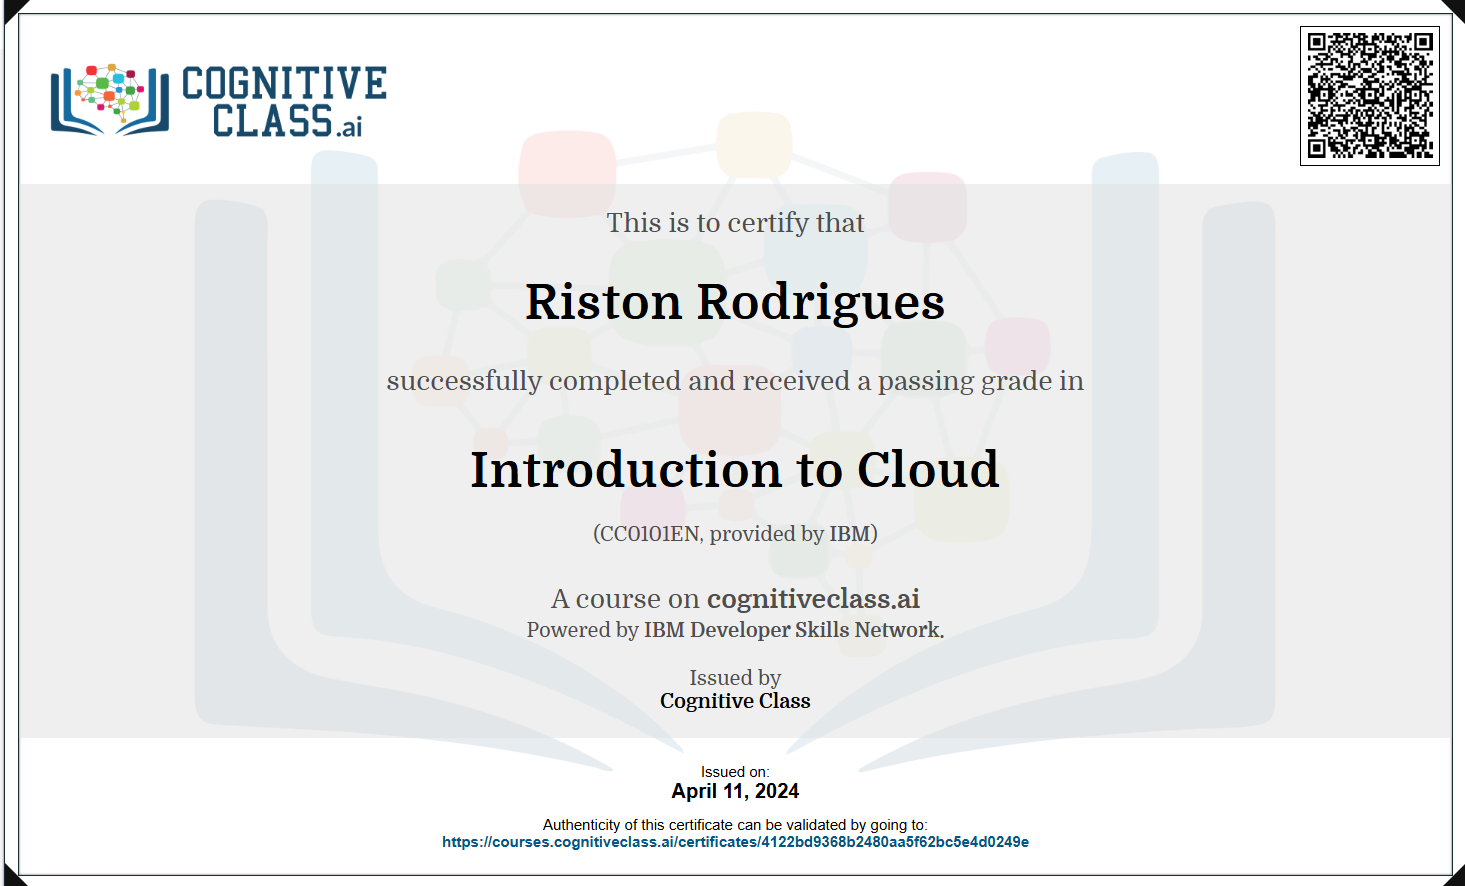 COGNITIVE
CLASS.ai
This is to certify that
Riston Rodrigues
successfully completed and received a passing grade in
Introduction to Cloud
(CC0101EN, provided by IBM)
A course on cognitiveclass.ai
Powered by IBM Developer Skills Network.
Issued by
Cognitive Class
Issued on:
April 11, 2024
Authenticity of this certificate can be validated by going to:
https://courses.cognitiveclass.ai/certificates/4122bd9368b2480aa5f62bc5e4d0249e